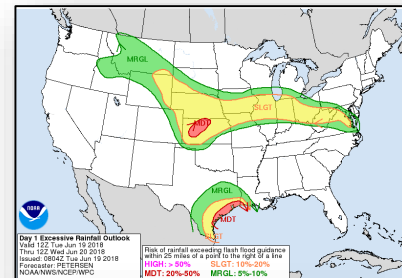 MRGL
SLGT
MDT
MRGL
MDT
SLGT
NOAA
Day 1 Excessive Rainfall Outlook
Valid 12Z Tue Jun 19 2018
Thru 12Z Wed Jun 20 2018
Issued: 0804Z Tue Jun 19 2018
Forecaster: PETERSEN
NOAA/NWS/NCEP/WPC
Risk of rainfall exceeding flash flood guidance
within 25 miles of a point to the right of a line
HIGH: > 50% SLGT: 10%-20%
MDT: 20%-50% MRGL: 5%-10%